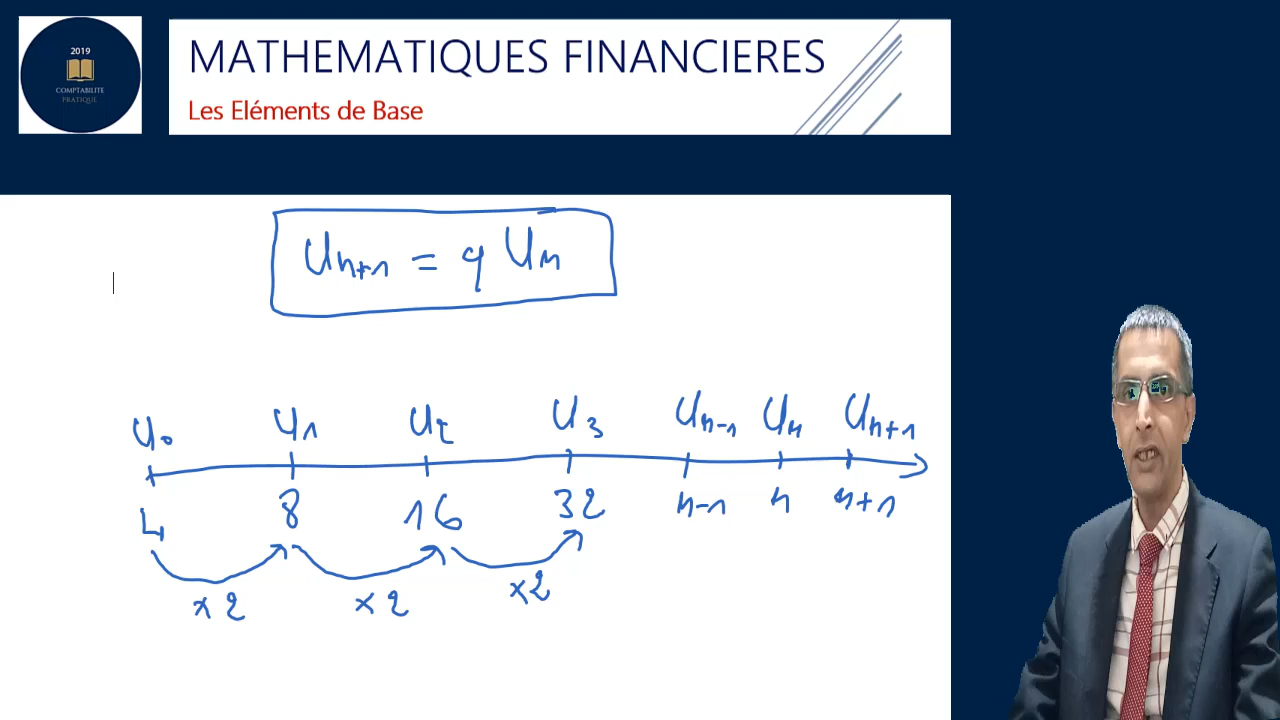 2019
COMPTABILITE
PRATIQUE
MATHEMATIQUES FINANCIERES
Les Eléments de Base
Un+1 = q Un
U0 U1 U2 U3 Un-1 Un Un+1
4 8 16 32 n-1 n n+1
×2 ×2 ×2